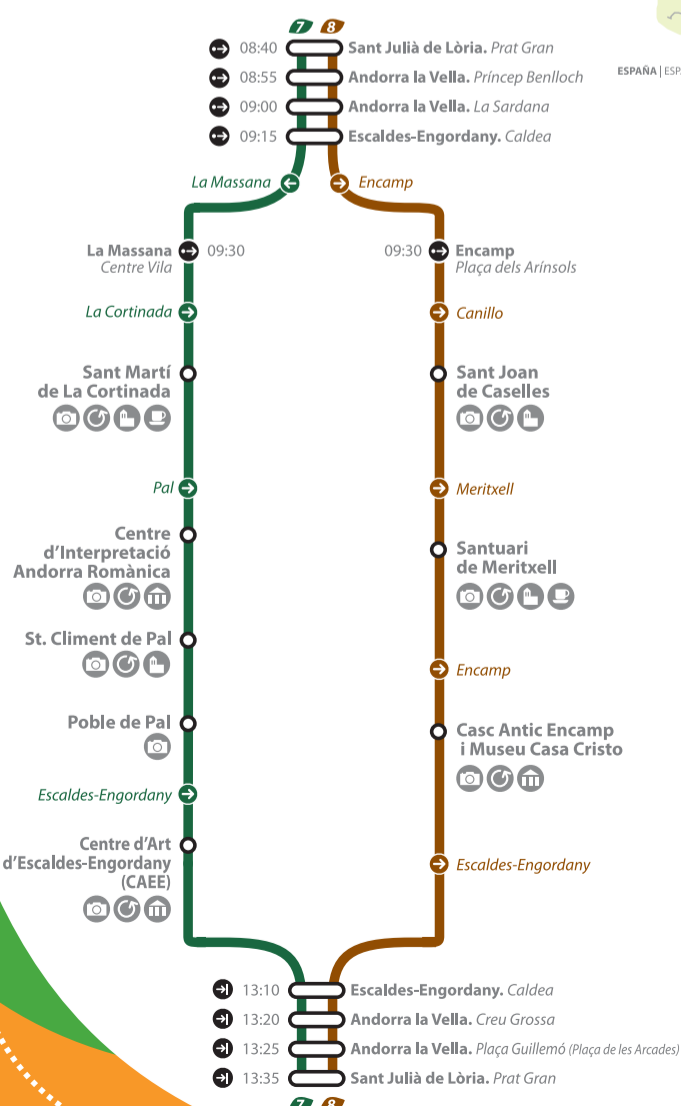 7 8
08:40 Sant Julià de Lòria. Prat Gran
08:55 Andorra la Vella. Príncep Benlloch
ESPAÑA | ESP
09:00 Andorra la Vella. La Sardana
09:15 Escaldes-Engordany. Caldea
La Massana
Encamp
La Massana 09:30
Centre Vila
09:30 Encamp
Plaça dels Arínsols
La Cortinada
Canillo
Sant Martí
de La Cortinada
Sant Joan
de Caselles
Pal
Meritxell
Centre
d'Interpretació
Andorra Romànica
Santuari
de Meritxell
St. Climent de Pal
Encamp
Poble de Pal
Casc Antic Encamp
i Museu Casa Cristo
Escaldes-Engordany
Centre d'Art
d'Escaldes-Engordany
(CAEE)
Escaldes-Engordany
13:10 Escaldes-Engordany. Caldea
13:20 Andorra la Vella. Creu Grossa
13:25 Andorra la Vella. Plaça Guillemó (Plaça de les Arcades)
13:35 Sant Julià de Lòria. Prat Gran
7 8